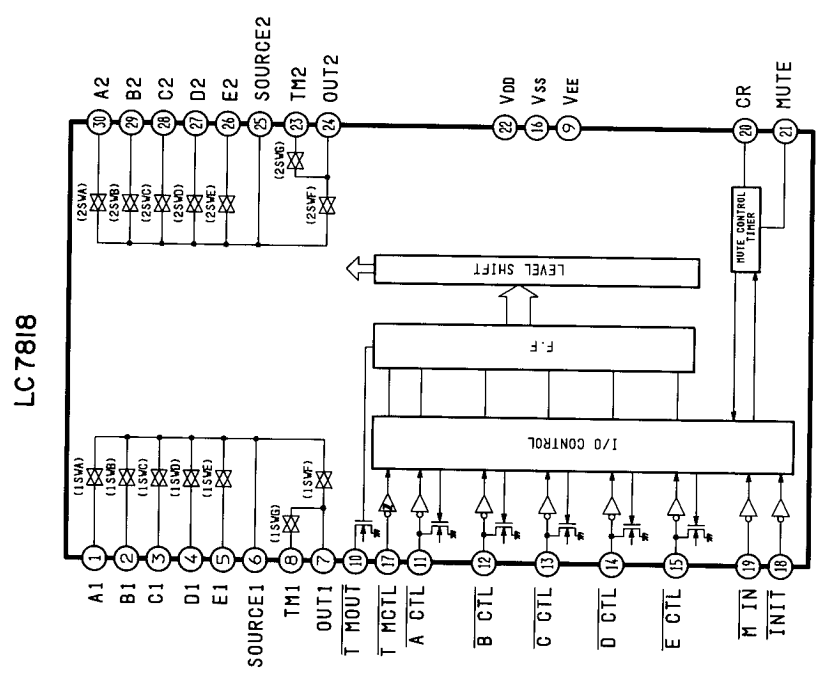 LC7818
A1
1
B1
2
C1
3
D1
4
E1
5
SOURCE1
6
TM1
8
OUT1
7
T MOUT
10
T MCTL
17
A CTL
11
B CTL
12
C CTL
13
D CTL
14
E CTL
15
M IN
19
INIT
18
(1SWA)
(1SWB)
(1SWC)
(1SWD)
(1SWE)
(1SWG)
(1SWF)
I/O CONTROL
F.F
LEVEL SHIFT
MUTE CONTROL
TIMER
(2SWA)
(2SWB)
(2SWC)
(2SWD)
(2SWE)
(2SWG)
(2SWF)
30
A2
29
B2
28
C2
27
D2
26
E2
25
SOURCE2
23
TM2
24
OUT2
22
VDD
16
VSS
9
VEE
20
CR
21
MUTE